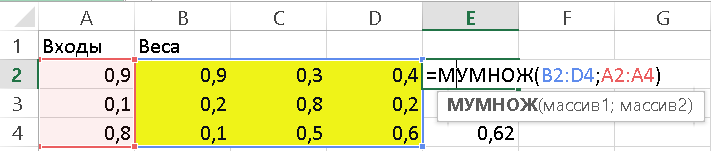 A B C D E F G
1 Входы Веса
2 0,9 0,9 0,3 0,4 =МУМНОЖ(B2:D4;A2:A4)
3 0,1 0,2 0,8 0,2 МУМНОЖ(массив1; массив2)
4 0,8 0,1 0,5 0,6 0,62